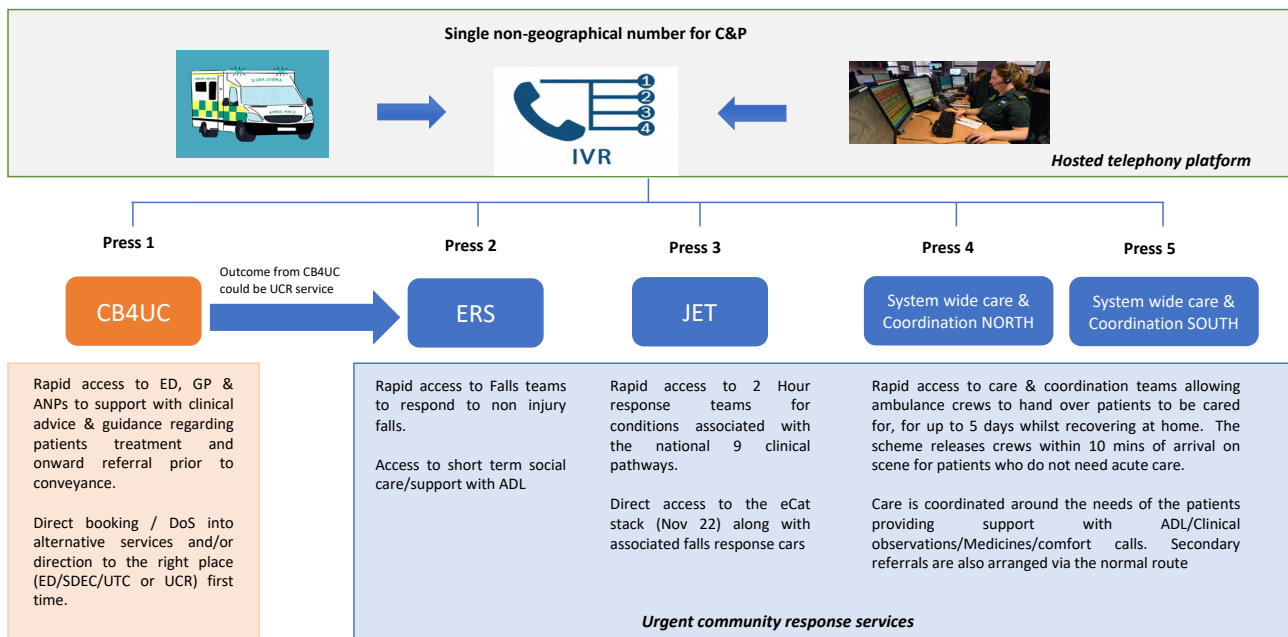 Single non-geographical number for C&P
AMBULANCE
1
2
3
4
IVR
Hosted telephony platform
Press 1
Press 2
Press 3
Press 4
Press 5
CB4UC
Outcome from CB4UC
could be UCR service
ERS
JET
System wide care &
Coordination NORTH
System wide care &
Coordination SOUTH
Rapid access to ED, GP &
ANPs to support with clinical
advice & guidance regarding
patients treatment and
onward referral prior to
conveyance.
Direct booking / DoS into
alternative services and/or
direction to the right place
(ED/SDEC/UTC or UCR) first
time.
Rapid access to Falls teams
to respond to non injury
falls.
Access to short term social
care/support with ADL
Rapid access to 2 Hour
response teams for
conditions associated with
the national 9 clinical
pathways.
Direct access to the eCat
stack (Nov 22) along with
associated falls response cars
Rapid access to care & coordination teams allowing
ambulance crews to hand over patients to be cared
for, for up to 5 days whilst recovering at home. The
scheme releases crews within 10 mins of arrival on
scene for patients who do not need acute care.
Care is coordinated around the needs of the patients
providing support with ADL/Clinical
observations/Medicines/comfort calls. Secondary
referrals are also arranged via the normal route
Urgent community response services